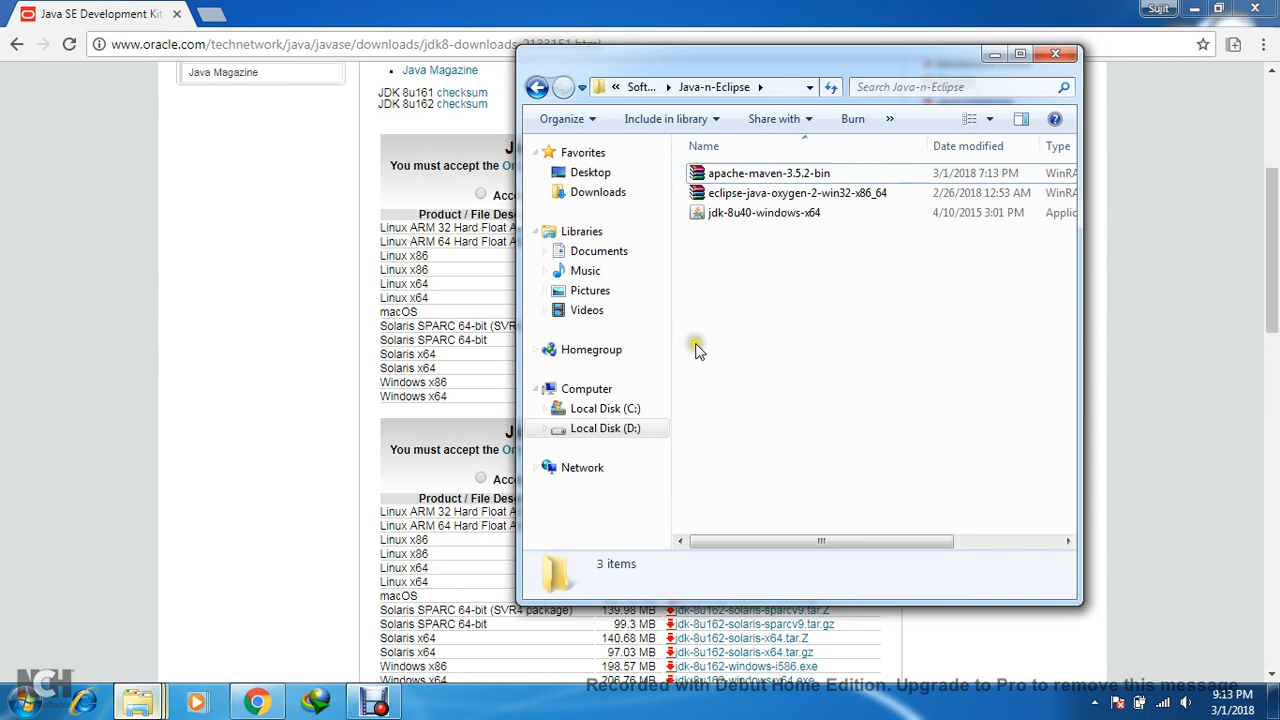 Java SE Development Kit
Sujit
www.oracle.com/technetwork/java/javase/downloads/jdk8-downloads-2133151.html
Java Magazine
Java Magazine
JDK 8u161 checksum
JDK 8u162 checksum
You must accept the
Product / File
Linux ARM 32 Hard Float
Linux ARM 64 Hard Float
Linux x86
Linux x86
Linux x64
Linux x64
macOS
Solaris SPARC 64-bit
Solaris SPARC 64-bit
Solaris x64
Solaris x64
Windows x86
Windows x64
You must accept the
Product / File
Linux ARM 32 Hard Float
Linux ARM 64 Hard Float
Linux x86
Linux x86
Linux x64
Linux x64
macOS
Solaris SPARC 64-bit (SVR4 package) 139.98 MB jdk-8u162-solaris-sparcv9.tar.Z
Solaris SPARC 64-bit 99.3 MB jdk-8u162-solaris-sparcv9.tar.gz
Solaris x64 140.68 MB jdk-8u162-solaris-x64.tar.Z
Solaris x64 97.03 MB jdk-8u162-solaris-x64.tar.gz
Windows x86 198.57 MB jdk-8u162-windows-i586.exe
Windows x64 206.76 MB
Soft... Java-n-Eclipse
Search Java-n-Eclipse
Organize Include in library Share with Burn »
Name Date modified Type
apache-maven-3.5.2-bin 3/1/2018 7:13 PM WinRA
eclipse-java-oxygen-2-win32-x86_64 2/26/2018 12:53 AM WinRA
jdk-8u40-windows-x64 4/10/2015 3:01 PM Applic
Favorites
Desktop
Downloads
Libraries
Documents
Music
Pictures
Videos
Homegroup
Computer
Local Disk (C:)
Local Disk (D:)
Network
3 items
NCH Software
Recorded with Debut Home Edition. Upgrade to Pro to remove this message
9:13 PM
3/1/2018